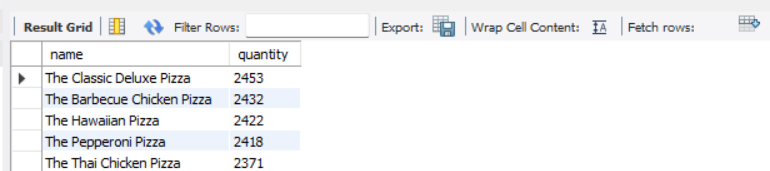 Result Grid Filter Rows: Export: Wrap Cell Content: IA Fetch rows:
name quantity
The Classic Deluxe Pizza 2453
The Barbecue Chicken Pizza 2432
The Hawaiian Pizza 2422
The Pepperoni Pizza 2418
The Thai Chicken Pizza 2371